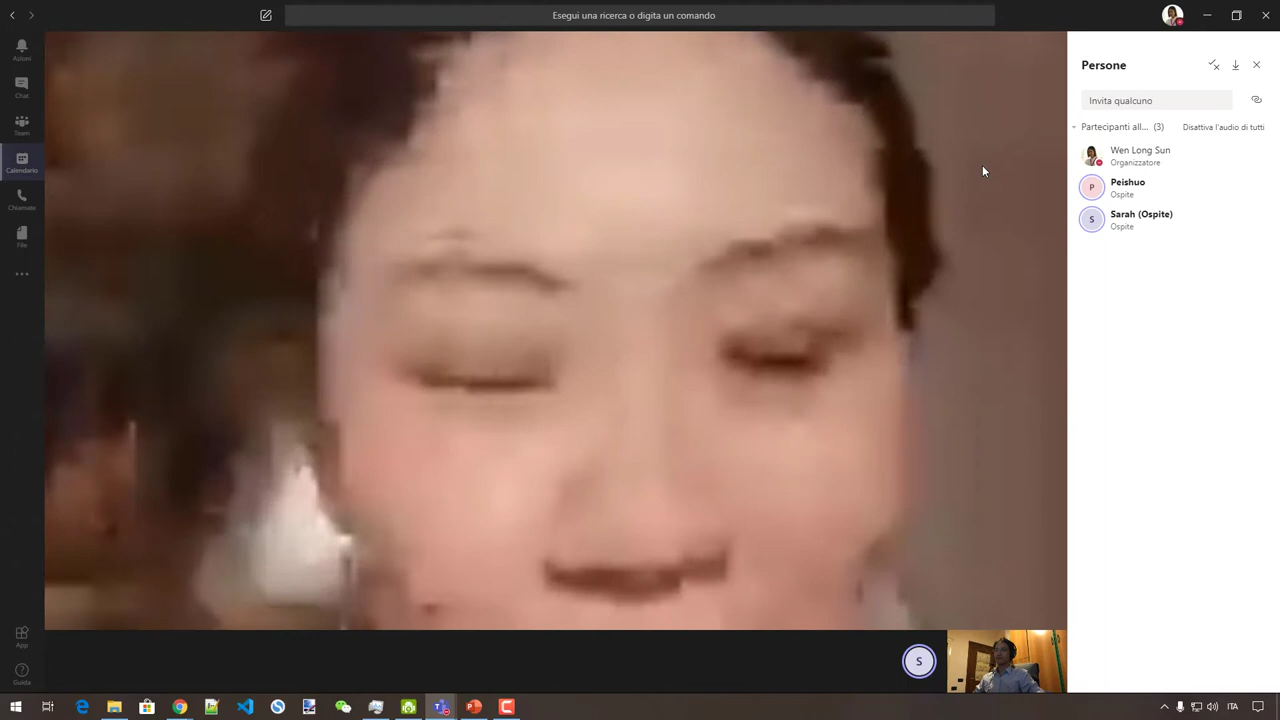 Esegui una ricerca o digita un comando
Azioni
Chat
Team
Calendario
Chiamate
File
App
Guida
Persone
Invita qualcuno
Partecipanti all... (3) Disattiva l'audio di tutti
Wen Long Sun
Organizzatore
P
Peishuo
Ospite
S
Sarah (Ospite)
Ospite
S
ITA